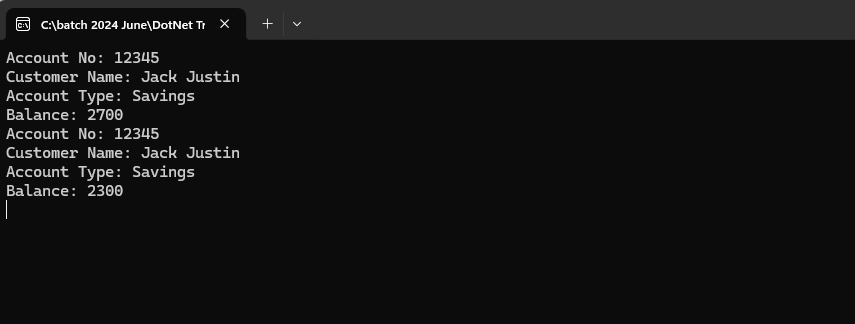 C:\batch 2024 June\DotNet Tr
Account No: 12345
Customer Name: Jack Justin
Account Type: Savings
Balance: 2700
Account No: 12345
Customer Name: Jack Justin
Account Type: Savings
Balance: 2300